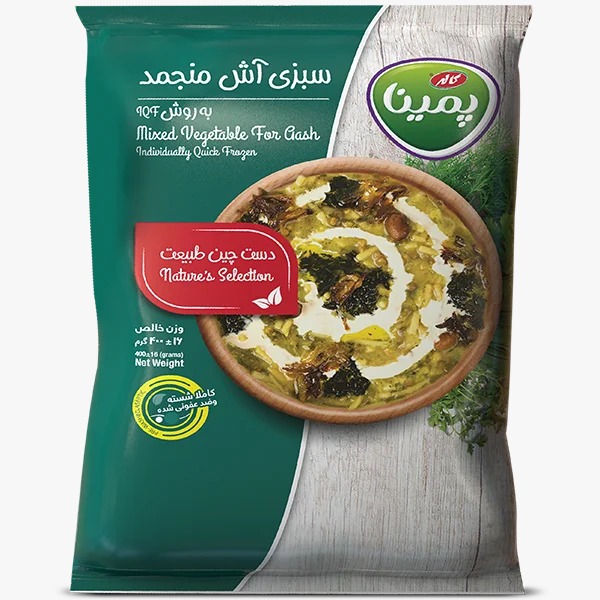 سبزی آش منجمد
به روش IQF
Mixed Vegetable For Aash
Individually Quick Frozen
کاله
پمینا
دست چین طبیعت
Nature's Selection
وزن خالص
۴۰۰ ± ۱۶ گرم
400±16 (grams)
Net Weight
کاملا شسته
وضد عفونی شده